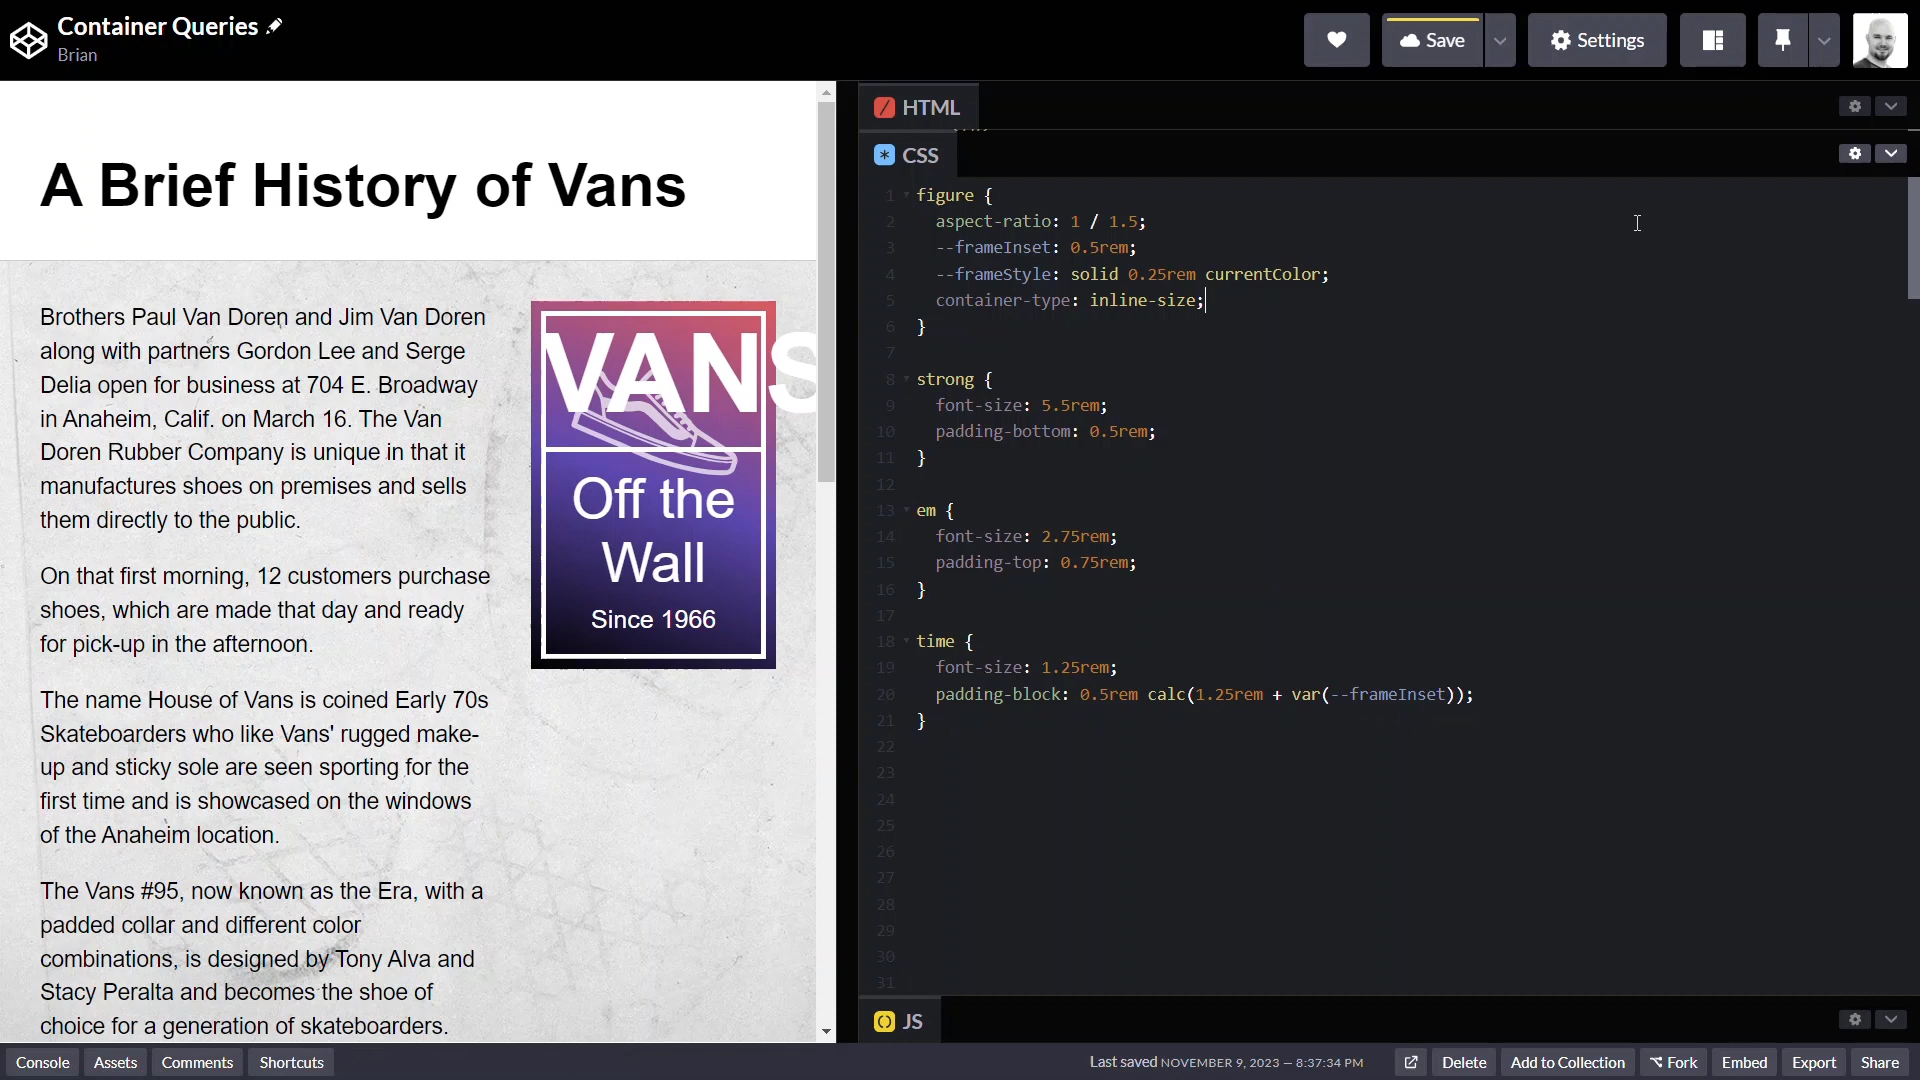 Container Queries
Brian
Save
Settings
A Brief History of Vans
Brothers Paul Van Doren and Jim Van Doren
along with partners Gordon Lee and Serge
Delia open for business at 704 E. Broadway
in Anaheim, Calif. on March 16. The Van
Doren Rubber Company is unique in that it
manufactures shoes on premises and sells
them directly to the public.
On that first morning, 12 customers purchase
shoes, which are made that day and ready
for pick-up in the afternoon.
The name House of Vans is coined Early 70s
Skateboarders who like Vans' rugged make-
up and sticky sole are seen sporting for the
first time and is showcased on the windows
of the Anaheim location.
The Vans #95, now known as the Era, with a
padded collar and different color
combinations, is designed by Tony Alva and
Stacy Peralta and becomes the shoe of
choice for a generation of skateboarders.
VANS
Off the
Wall
Since 1966
HTML
CSS
1 figure {
2 aspect-ratio: 1 / 1.5;
3 --frameInset: 0.5rem;
4 --frameStyle: solid 0.25rem currentColor;
5 container-type: inline-size;
6 }
7
8 strong {
9 font-size: 5.5rem;
10 padding-bottom: 0.5rem;
11 }
12
13 em {
14 font-size: 2.75rem;
15 padding-top: 0.75rem;
16 }
17
18 time {
19 font-size: 1.25rem;
20 padding-block: 0.5rem calc(1.25rem + var(--frameInset));
21 }
22
23
24
25
26
27
28
29
30
31
JS
Console
Assets
Comments
Shortcuts
Last saved NOVEMBER 9, 2023 — 8:37:34 PM
Delete
Add to Collection
Fork
Embed
Export
Share